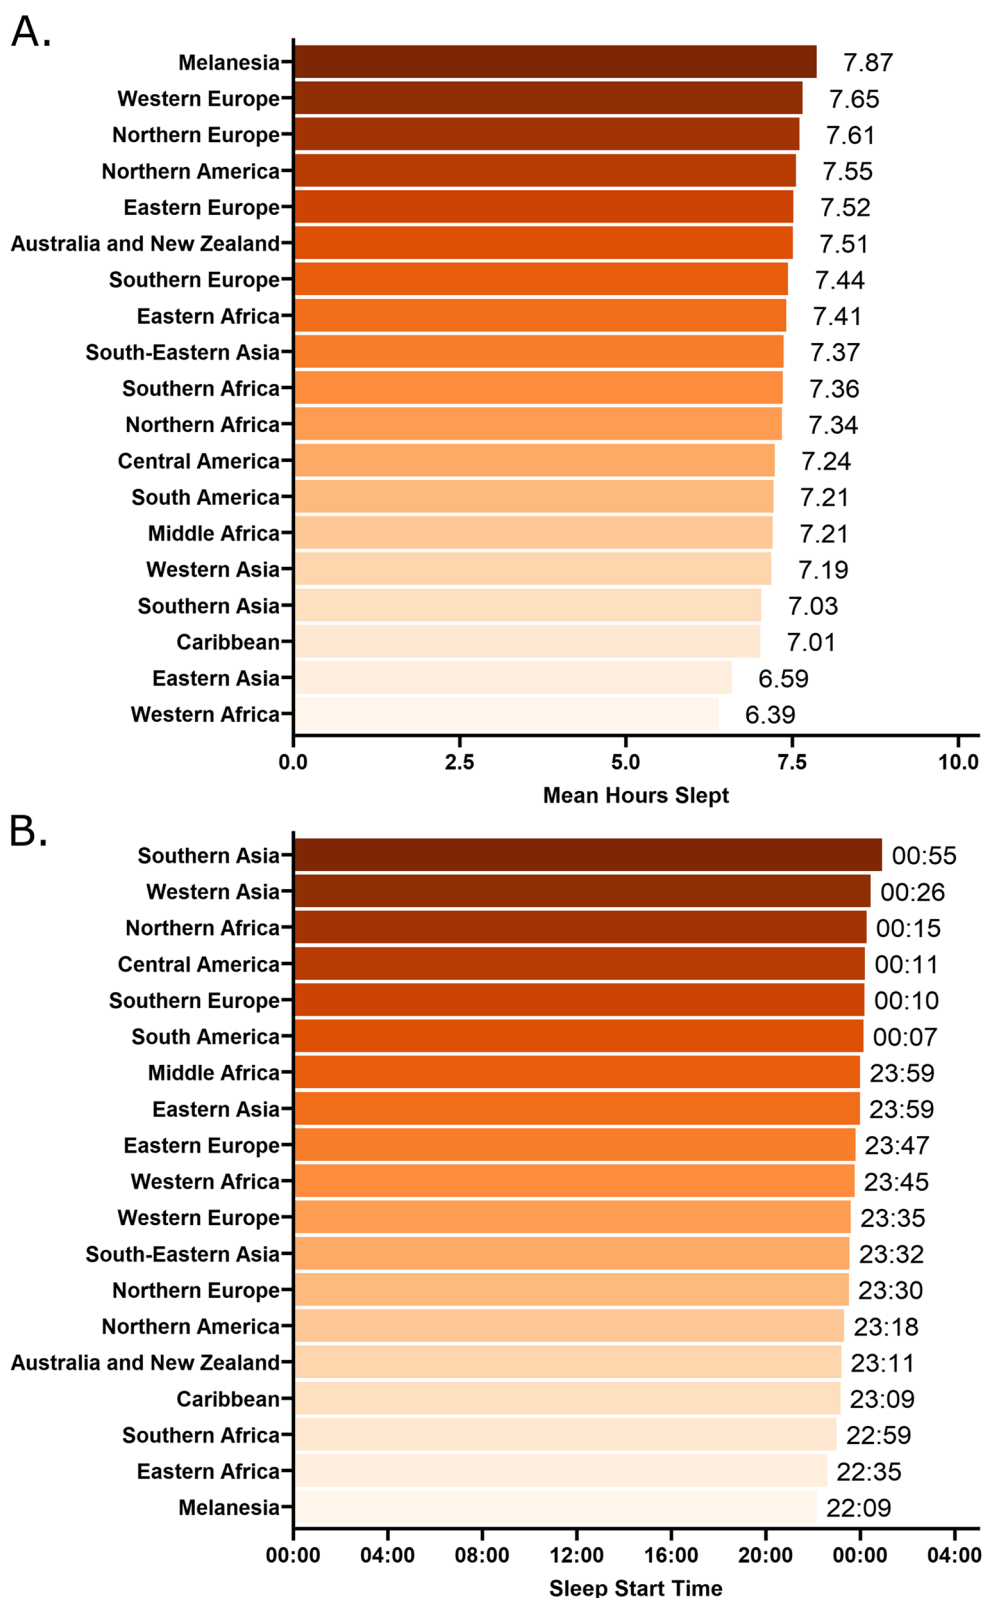 A.
Melanesia 7.87
Western Europe 7.65
Northern Europe 7.61
Northern America 7.55
Eastern Europe 7.52
Australia and New Zealand 7.51
Southern Europe 7.44
Eastern Africa 7.41
South-Eastern Asia 7.37
Southern Africa 7.36
Northern Africa 7.34
Central America 7.24
South America 7.21
Middle Africa 7.21
Western Asia 7.19
Southern Asia 7.03
Caribbean 7.01
Eastern Asia 6.59
Western Africa 6.39
0.0 2.5 5.0 7.5 10.0
Mean Hours Slept
B.
Southern Asia 00:55
Western Asia 00:26
Northern Africa 00:15
Central America 00:11
Southern Europe 00:10
South America 00:07
Middle Africa 23:59
Eastern Asia 23:59
Eastern Europe 23:47
Western Africa 23:45
Western Europe 23:35
South-Eastern Asia 23:32
Northern Europe 23:30
Northern America 23:18
Australia and New Zealand 23:11
Caribbean 23:09
Southern Africa 22:59
Eastern Africa 22:35
Melanesia 22:09
00:00 04:00 08:00 12:00 16:00 20:00 00:00 04:00
Sleep Start Time